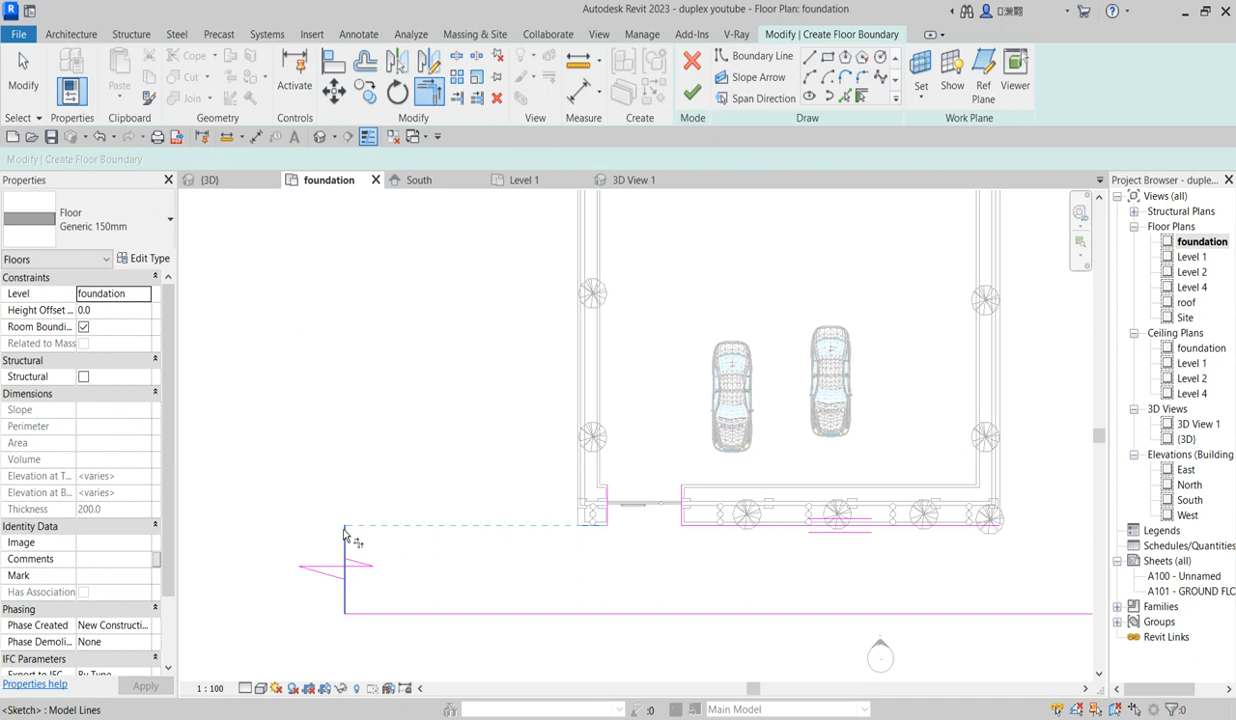 Autodesk Revit 2023 - duplex youtube - Floor Plan: foundation
File Architecture Structure Steel Precast Systems Insert Annotate Analyze Massing & Site Collaborate View Manage Add-Ins V-Ray Modify | Create Floor Boundary
Modify
Paste
Cope
Cut
Join
Activate
Boundary Line
Slope Arrow
Span Direction
Set Show Ref Plane Viewer
Select Properties Clipboard Geometry Controls Modify View Measure Create Mode Draw Work Plane
Modify | Create Floor Boundary
Properties
{3D} foundation South Level 1 3D View 1
Project Browser - duple...
Floor
Generic 150mm
Floors Edit Type
Constraints
Level foundation
Height Offset ... 0.0
Room Boundi...
Related to Mass
Structural
Structural
Dimensions
Slope
Perimeter
Area
Volume
Elevation at T... <varies>
Elevation at B... <varies>
Thickness 200.0
Identity Data
Image
Comments
Mark
Has Association
Phasing
Phase Created New Constructi...
Phase Demoli... None
IFC Parameters
Properties help Apply
Views (all)
Structural Plans
Floor Plans
foundation
Level 1
Level 2
Level 4
roof
Site
Ceiling Plans
foundation
Level 1
Level 2
Level 4
3D Views
3D View 1
{3D}
Elevations (Building
East
North
South
West
Legends
Schedules/Quantities
Sheets (all)
A100 - Unnamed
A101 - GROUND FLO
Families
Groups
Revit Links
1 : 100
<Sketch> : Model Lines
:0 Main Model :0